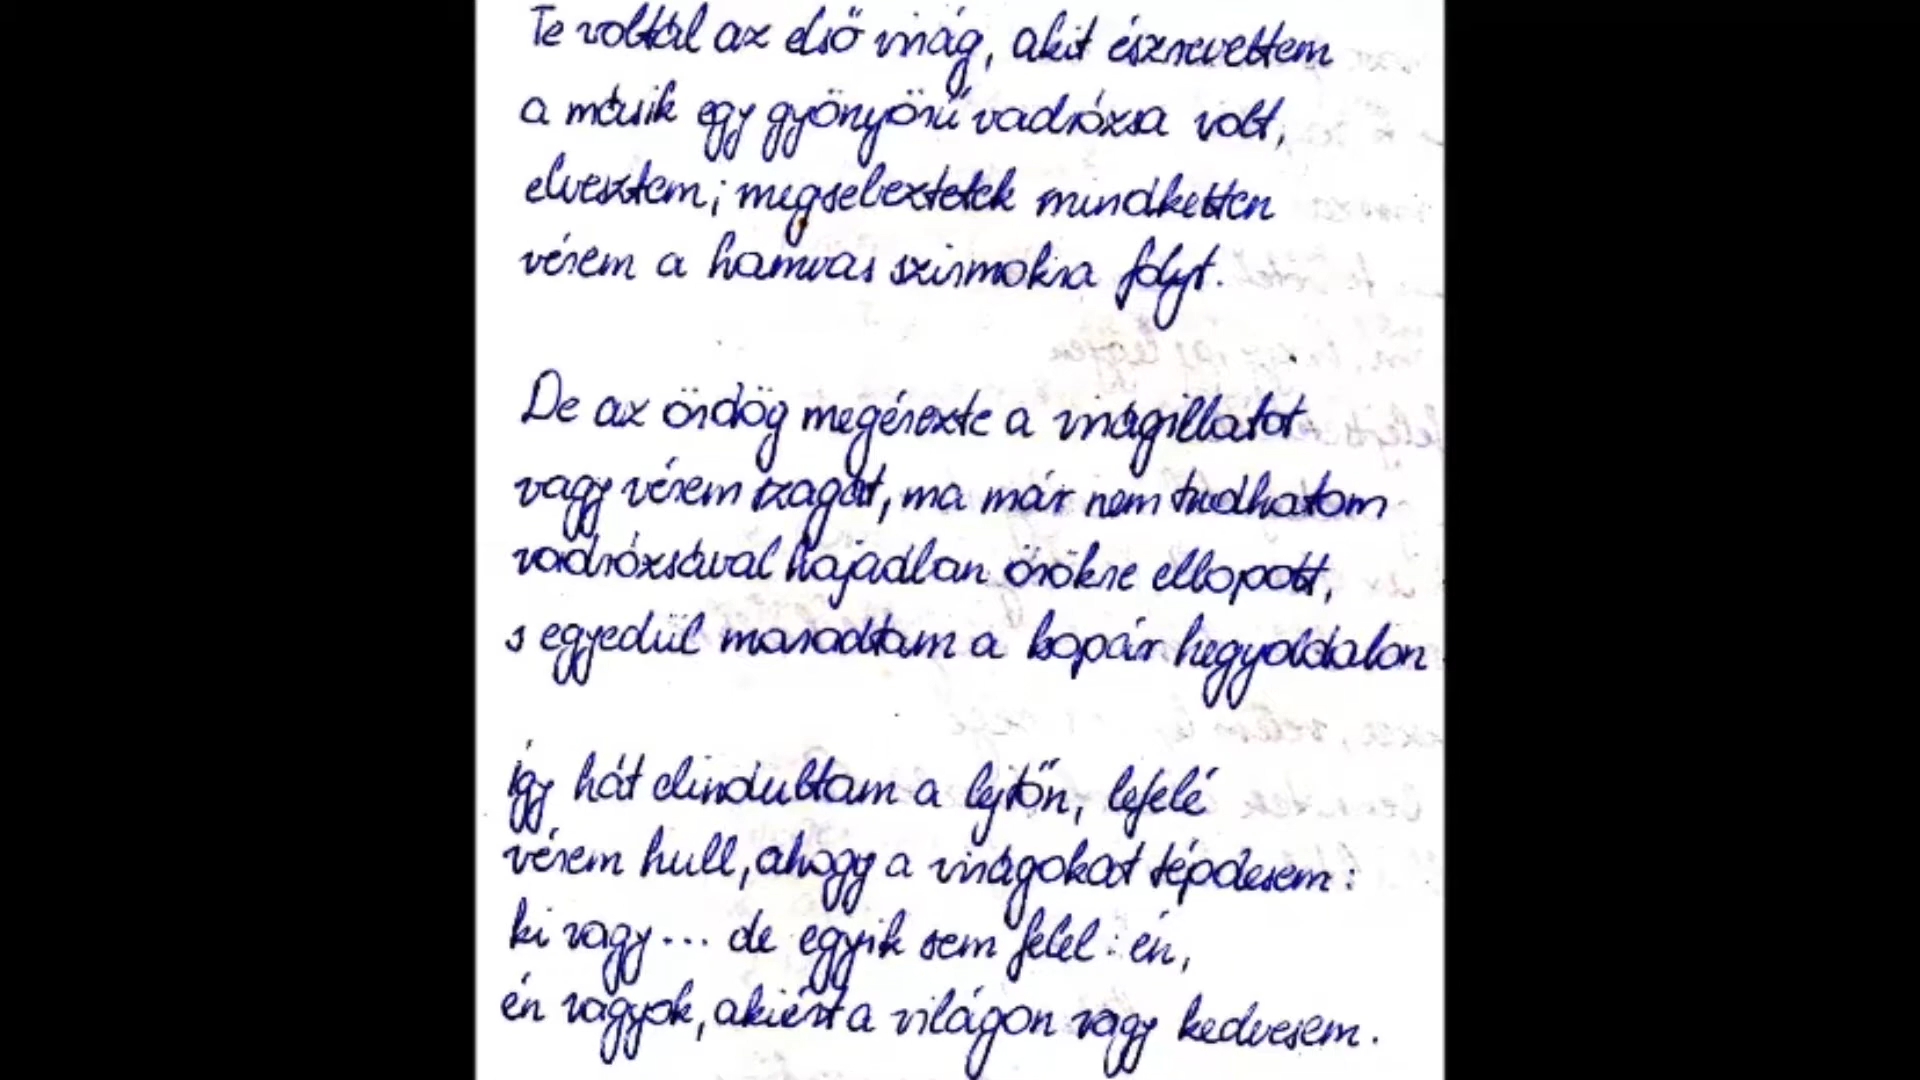 Te voltál az első virág, akit észrevettem
a másik egy gyönyörű vadrózsa volt,
elvesztem; megsebeztetek mindketten
vérem a hamvas szirmokra folyt.
De az ördög megérezte a virágillatot
vagy vérem szagát, ma már nem tudhatom
vadrózsával hajadlan örökre ellopott,
s egyedül maradtam a kopár hegyoldalon
így hát elindultam a lejtőn, lefelé
vérem hull, ahogy a virágokat tépdesem:
ki vagy... de egyik sem felel: én,
én vagyok, akiért a világon vagy kedvesem.